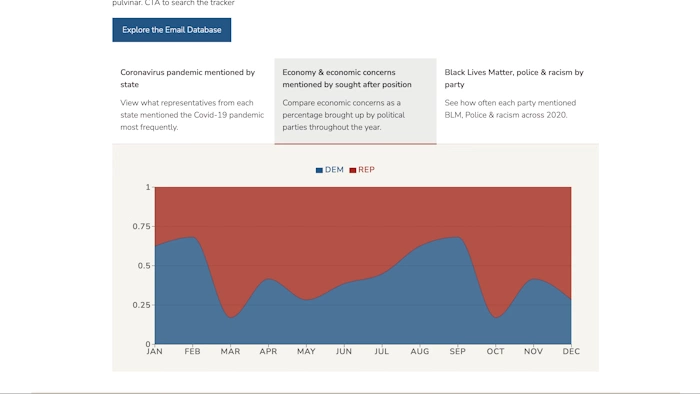 pulvinar. CTA to search the tracker
Explore the Email Database
Coronavirus pandemic mentioned by
state
View what representatives from each
state mentioned the Covid-19 pandemic
most frequently.
Economy & economic concerns
mentioned by sought after position
Compare economic concerns as a
percentage brought up by political
parties throughout the year.
Black Lives Matter, police & racism by
party
See how often each party mentioned
BLM, Police & racism across 2020.
DEM REP
1
0.75
0.5
0.25
0
JAN FEB MAR APR MAY JUN JUL AUG SEP OCT NOV DEC